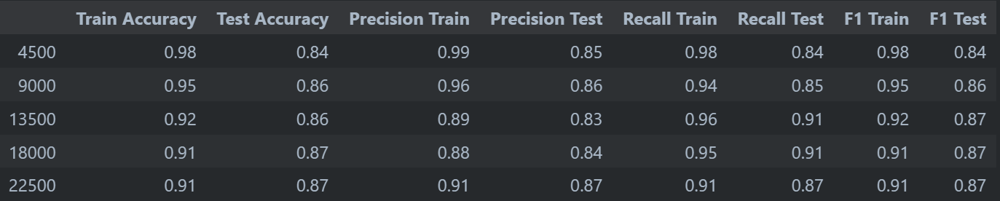 Train Accuracy Test Accuracy Precision Train Precision Test Recall Train Recall Test F1 Train F1 Test
4500 0.98 0.84 0.99 0.85 0.98 0.84 0.98 0.84
9000 0.95 0.86 0.96 0.86 0.94 0.85 0.95 0.86
13500 0.92 0.86 0.89 0.83 0.96 0.91 0.92 0.87
18000 0.91 0.87 0.88 0.84 0.95 0.91 0.91 0.87
22500 0.91 0.87 0.91 0.87 0.91 0.87 0.91 0.87